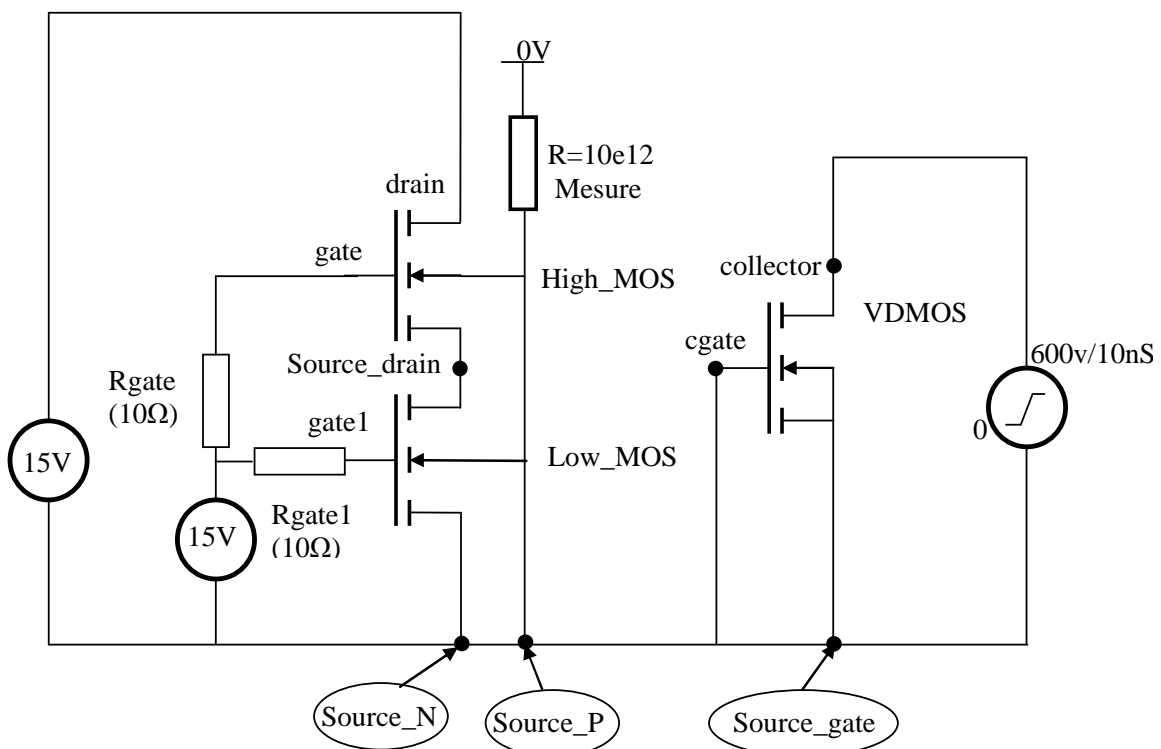 0V
R=10e12
Mesure
drain
gate
High_MOS
collector
VDMOS
cgate
600v/10nS
0
Source_drain
Rgate
(10Ω)
gate1
Low_MOS
15V
Rgate1
(10Ω)
15V
Source_N
Source_P
Source_gate